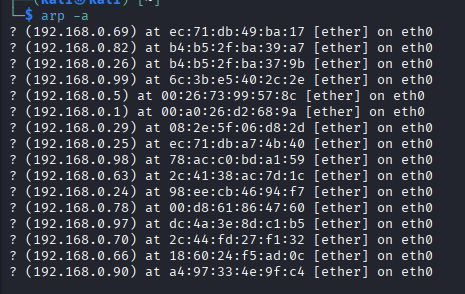 (kali㉿kali)-[~]
$ arp -a
? (192.168.0.69) at ec:71:db:49:ba:17 [ether] on eth0
? (192.168.0.82) at b4:b5:2f:ba:39:a7 [ether] on eth0
? (192.168.0.26) at b4:b5:2f:ba:37:9b [ether] on eth0
? (192.168.0.99) at 6c:3b:e5:40:2c:2e [ether] on eth0
? (192.168.0.5) at 00:26:73:99:57:8c [ether] on eth0
? (192.168.0.1) at 00:a0:26:d2:68:9a [ether] on eth0
? (192.168.0.29) at 08:2e:5f:06:d8:2d [ether] on eth0
? (192.168.0.25) at ec:71:db:a7:4b:40 [ether] on eth0
? (192.168.0.98) at 78:ac:c0:bd:a1:59 [ether] on eth0
? (192.168.0.63) at 2c:41:38:ac:7d:1c [ether] on eth0
? (192.168.0.24) at 98:ee:cb:46:94:f7 [ether] on eth0
? (192.168.0.78) at 00:d8:61:86:47:60 [ether] on eth0
? (192.168.0.97) at dc:4a:3e:8d:c1:b5 [ether] on eth0
? (192.168.0.70) at 2c:44:fd:27:f1:32 [ether] on eth0
? (192.168.0.66) at 18:60:24:f5:ad:0c [ether] on eth0
? (192.168.0.90) at a4:97:33:4e:9f:c4 [ether] on eth0